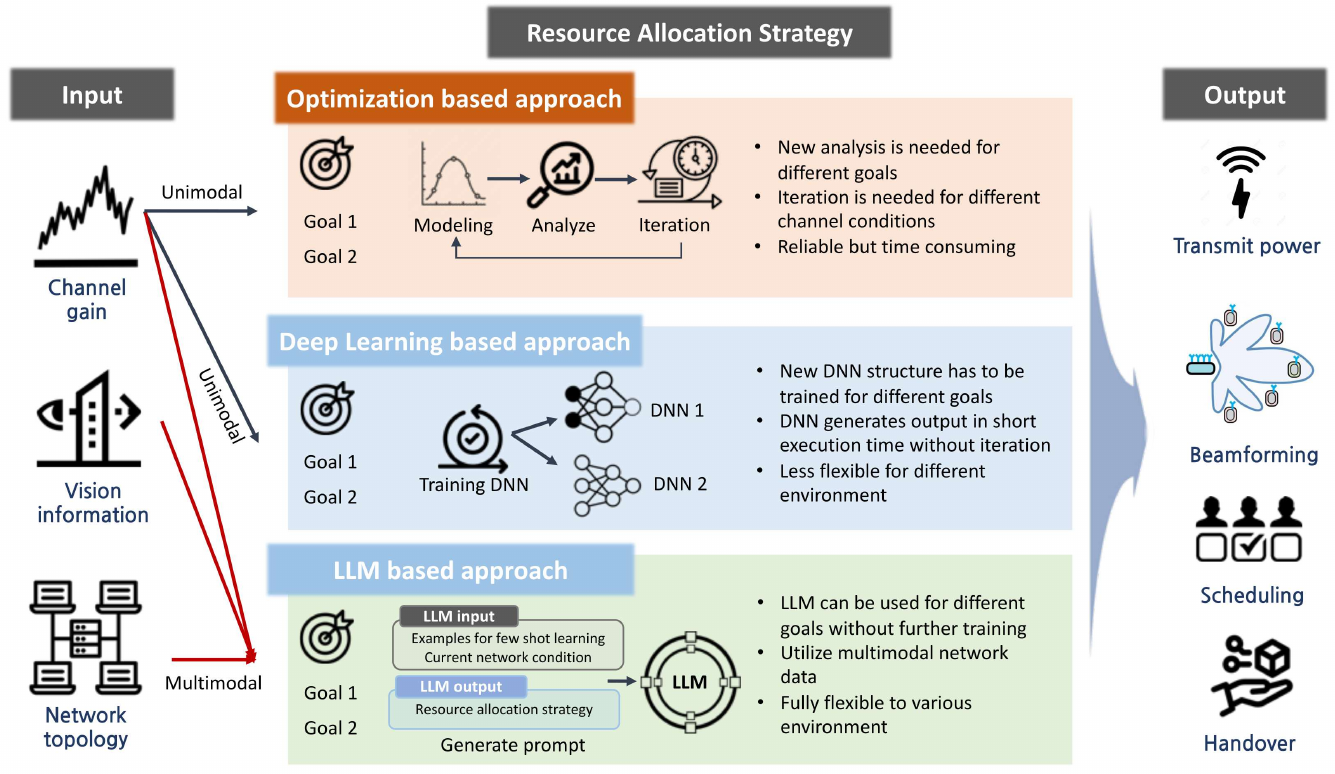 Resource Allocation Strategy
Input
Channel
gain
Vision
information
Network
topology
Unimodal
Unimodal
Multimodal
Optimization based approach
Goal 1
Goal 2
Modeling
Analyze
Iteration
• New analysis is needed for
different goals
• Iteration is needed for different
channel conditions
• Reliable but time consuming
Deep Learning based approach
Goal 1
Goal 2
Training DNN
DNN 1
DNN 2
• New DNN structure has to be
trained for different goals
• DNN generates output in short
execution time without iteration
• Less flexible for different
environment
LLM based approach
Goal 1
Goal 2
LLM input
Examples for few shot learning
Current network condition
LLM output
Resource allocation strategy
Generate prompt
LLM
• LLM can be used for different
goals without further training
• Utilize multimodal network
data
• Fully flexible to various
environment
Output
Transmit power
Beamforming
Scheduling
Handover